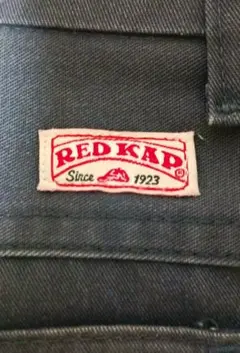 RED KAP®
Since 1923